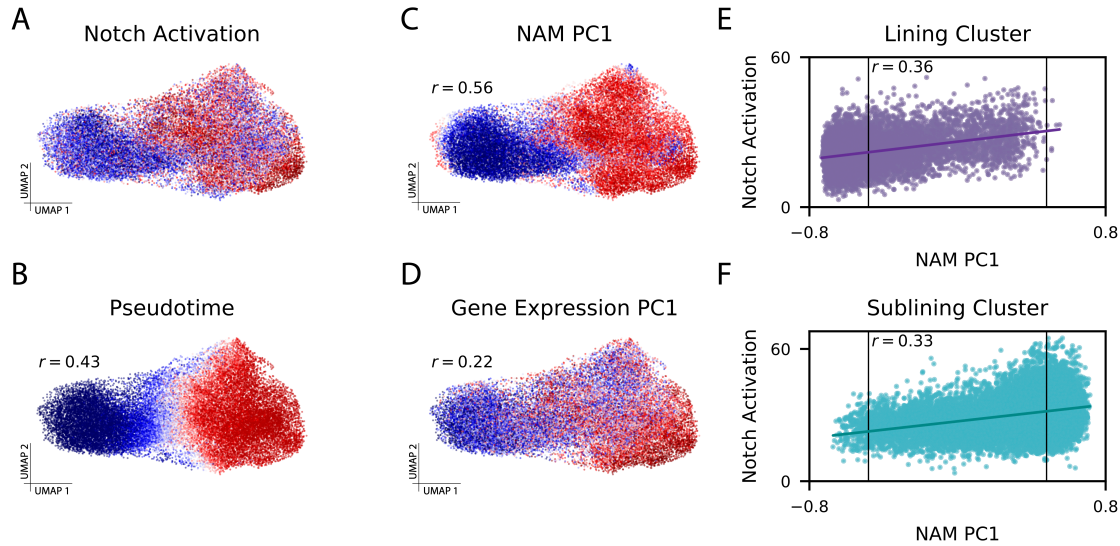 A
Notch Activation
UMAP 2
UMAP 1
B
Pseudotime
r = 0.43
UMAP 2
UMAP 1
C
NAM PC1
r = 0.56
UMAP 2
UMAP 1
D
Gene Expression PC1
r = 0.22
UMAP 2
UMAP 1
E
Lining Cluster
Notch Activation
60
0
r = 0.36
−0.8
0.8
NAM PC1
F
Sublining Cluster
Notch Activation
60
0
r = 0.33
−0.8
0.8
NAM PC1